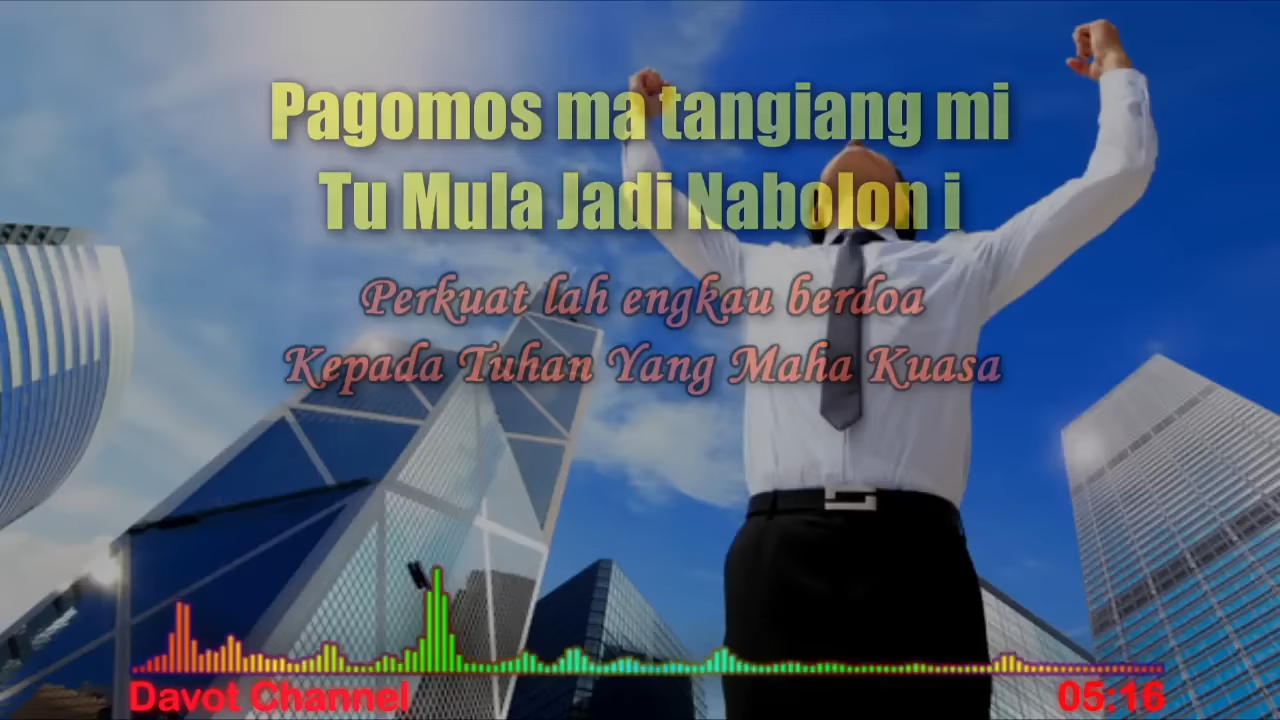 Pagomos ma tangiang mi
Tu Mula Jadi Nabolon i
Perkuat lah engkau berdoa
Kepada Tuhan Yang Maha Kuasa
Davot Channel
05:16